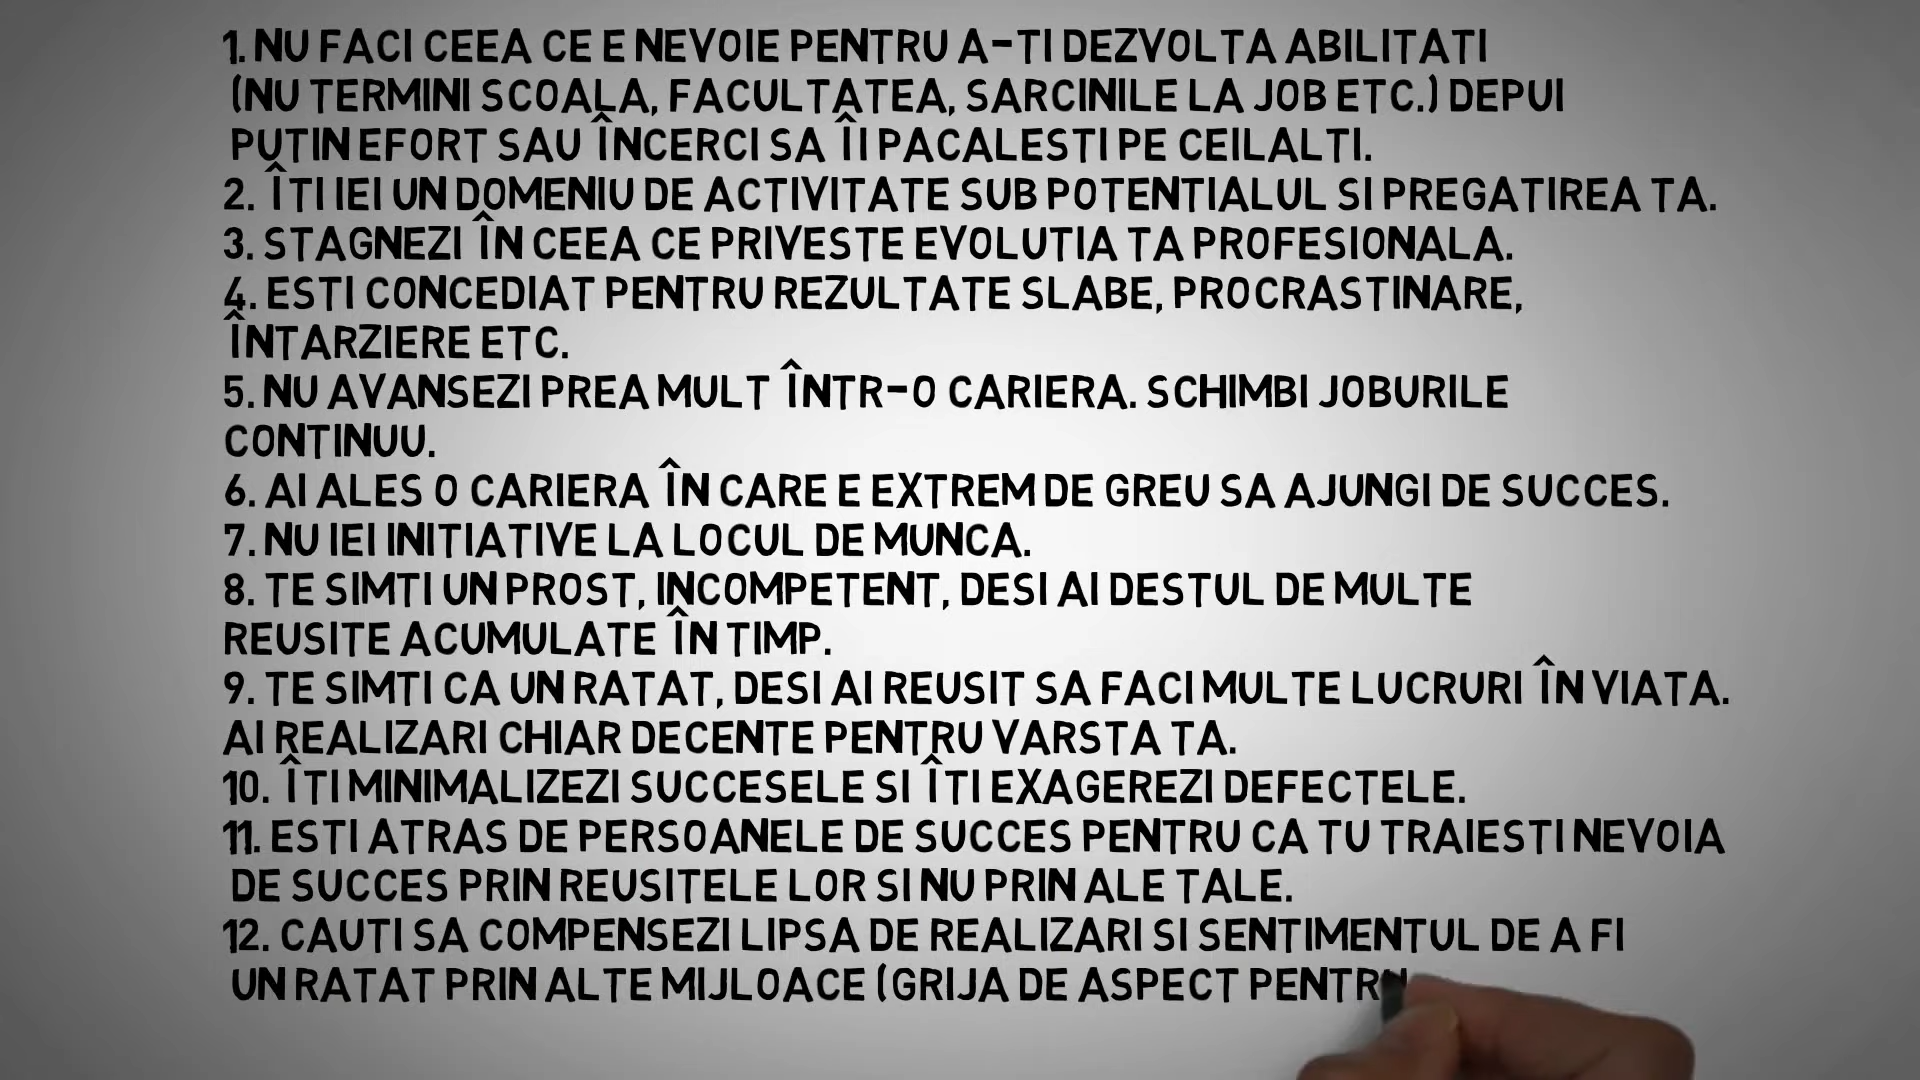 1. NU FACI CEEA CE E NEVOIE PENTRU A-TI DEZVOLTA ABILITATI
(NU TERMINI SCOALA, FACULTATEA, SARCINILE LA JOB ETC.) DEPUI
PUTIN EFORT SAU ÎNCERCI SA ÎI PACALESTI PE CEILALTI.
2. ÎTI IEI UN DOMENIU DE ACTIVITATE SUB POTENTIALUL SI PREGATIREA TA.
3. STAGNEZI ÎN CEEA CE PRIVESTE EVOLUTIA TA PROFESIONALA.
4. ESTI CONCEDIAT PENTRU REZULTATE SLABE, PROCRASTINARE,
ÎNTARZIERE ETC.
5. NU AVANSEZI PREA MULT ÎNTR-O CARIERA. SCHIMBI JOBURILE
CONTINUU.
6. AI ALES O CARIERA ÎN CARE E EXTREM DE GREU SA AJUNGI DE SUCCES.
7. NU IEI INITIATIVE LA LOCUL DE MUNCA.
8. TE SIMTI UN PROST, INCOMPETENT, DESI AI DESTUL DE MULTE
REUSITE ACUMULATE ÎN TIMP.
9. TE SIMTI CA UN RATAT, DESI AI REUSIT SA FACI MULTE LUCRURI ÎN VIATA.
AI REALIZARI CHIAR DECENTE PENTRU VARSTA TA.
10. ÎTI MINIMALIZEZI SUCCESELE SI ÎTI EXAGEREZI DEFECTELE.
11. ESTI ATRAS DE PERSOANELE DE SUCCES PENTRU CA TU TRAIESTI NEVOIA
DE SUCCES PRIN REUSITELE LOR SI NU PRIN ALE TALE.
12. CAUTI SA COMPENSEZI LIPSA DE REALIZARI SI SENTIMENTUL DE A FI
UN RATAT PRIN ALTE MIJLOACE (GRIJA DE ASPECT PENTRU